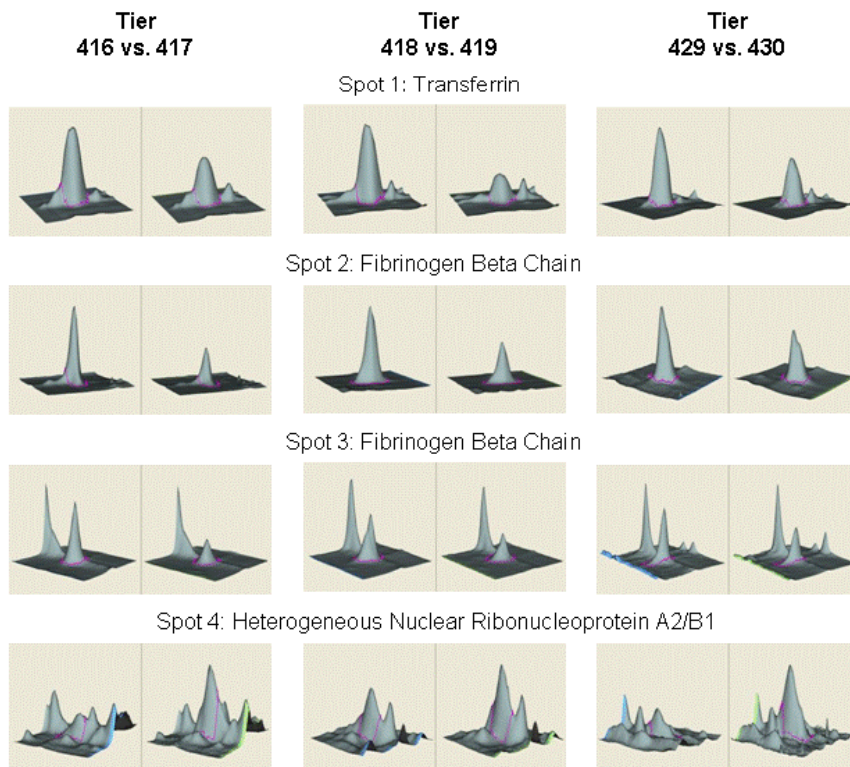 Tier Tier Tier
416 vs. 417 418 vs. 419 429 vs. 430
Spot 1: Transferrin
Spot 2: Fibrinogen Beta Chain
Spot 3: Fibrinogen Beta Chain
Spot 4: Heterogeneous Nuclear Ribonucleoprotein A2/B1